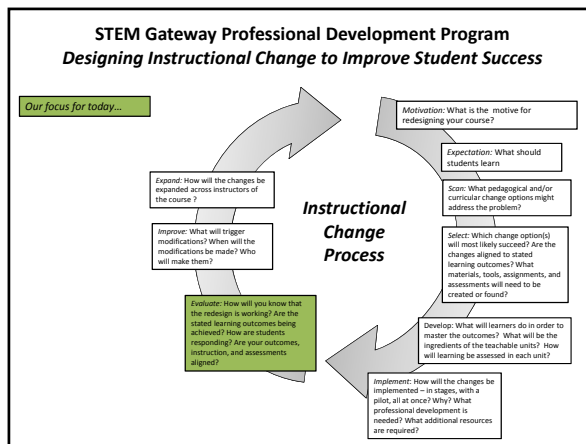 STEM Gateway Professional Development Program
Designing Instructional Change to Improve Student Success
Our focus for today...
Motivation: What is the motive for
redesigning your course?
Expectation: What should
students learn
Scan: What pedagogical and/or
curricular change options might
address the problem?
Select: Which change option(s)
will most likely succeed? Are the
changes aligned to stated
learning outcomes? What
materials, tools, assignments, and
assessments will need to be
created or found?
Develop: What will learners do in order to
master the outcomes? What will be the
ingredients of the teachable units? How
will learning be assessed in each unit?
Implement: How will the changes be
implemented – in stages, with a
pilot, all at once? Why? What
professional development is
needed? What additional resources
are required?
Evaluate: How will you know that
the redesign is working? Are the
stated learning outcomes being
achieved? How are students
responding? Are your outcomes,
instruction, and assessments
aligned?
Improve: What will trigger
modifications? When will the
modifications be made? Who
will make them?
Expand: How will the changes be
expanded across instructors of
the course ?
Instructional
Change
Process